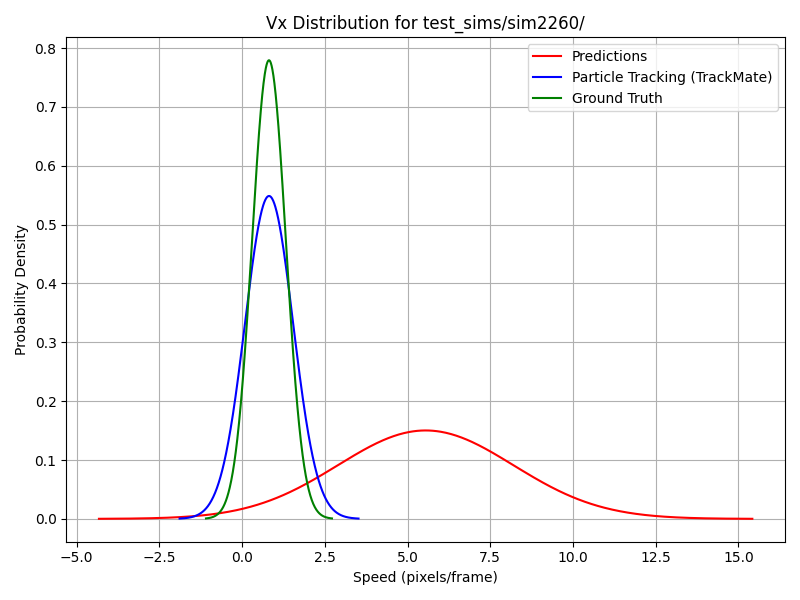 Vx Distribution for test_sims/sim2260/
Predictions
Particle Tracking (TrackMate)
Ground Truth
Probability Density
0.8
0.7
0.6
0.5
0.4
0.3
0.2
0.1
0.0
−5.0 −2.5 0.0 2.5 5.0 7.5 10.0 12.5 15.0
Speed (pixels/frame)